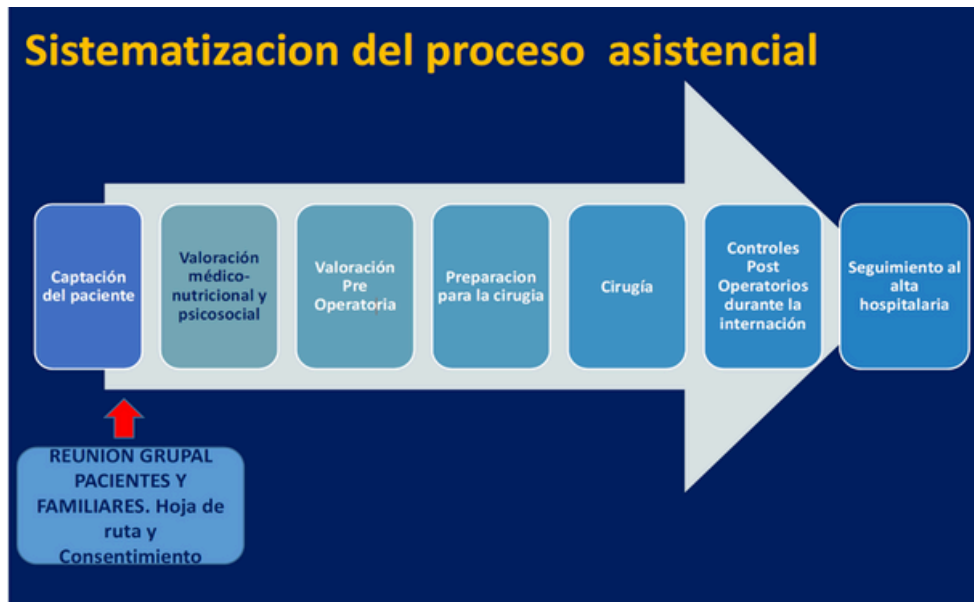 Sistematizacion del proceso asistencial
Captación
del paciente
Valoración
médico-
nutricional y
psicosocial
Valoración
Pre
Operatoria
Preparacion
para la cirugia
Cirugía
Controles
Post
Operatorios
durante la
internación
Seguimiento al
alta
hospitalaria
REUNION GRUPAL
PACIENTES Y
FAMILIARES. Hoja de
ruta y
Consentimiento